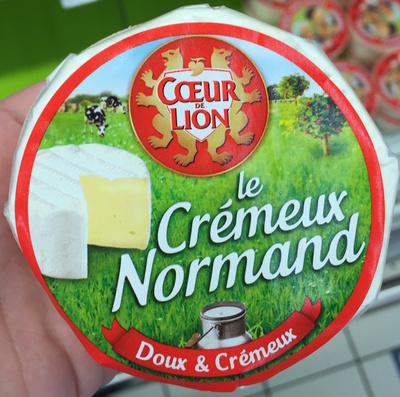 CŒUR
DE
LION
le
Crémeux
Normand
Doux & Crémeux